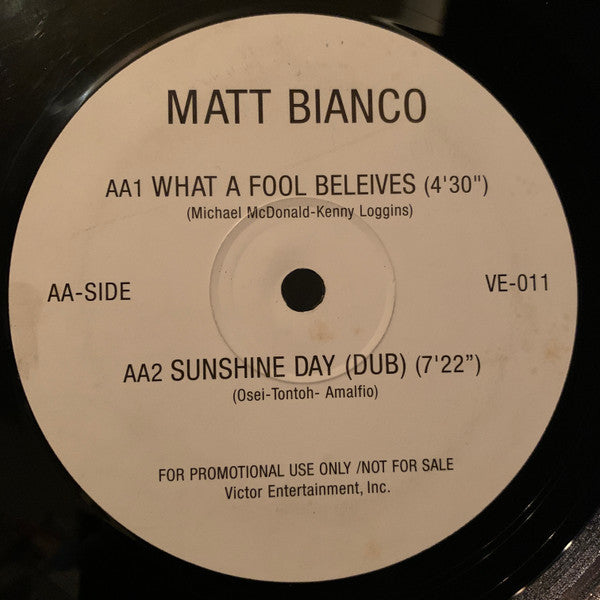 MATT BIANCO
AA1 WHAT A FOOL BELEIVES (4'30")
(Michael McDonald-Kenny Loggins)
AA-SIDE
VE-011
AA2 SUNSHINE DAY (DUB) (7'22”)
(Osei-Tontoh- Amalfio)
FOR PROMOTIONAL USE ONLY /NOT FOR SALE
Victor Entertainment, Inc.